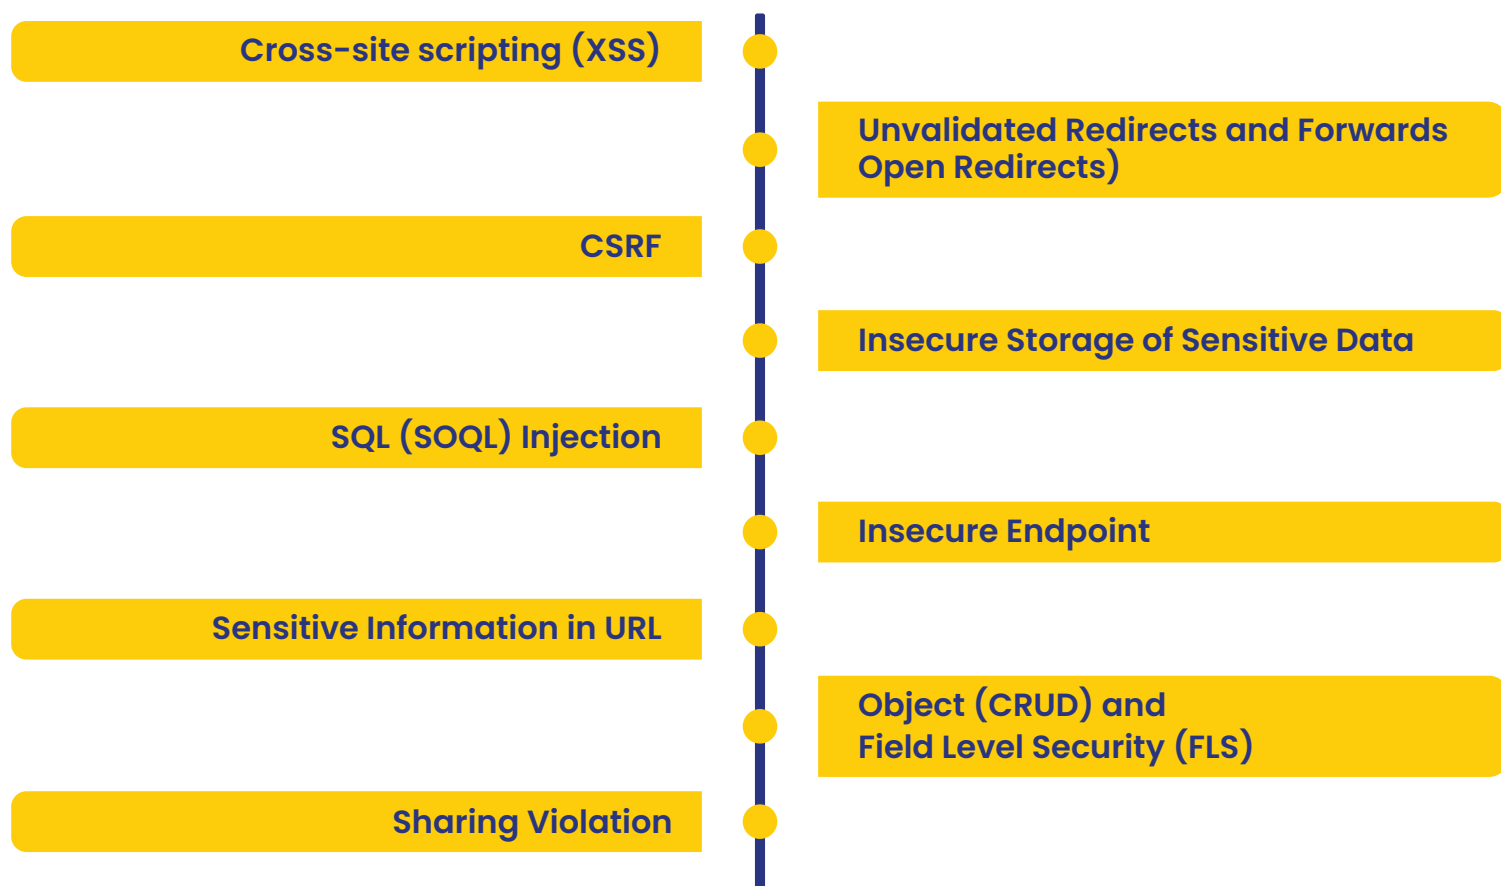 Cross-site scripting (XSS)
Unvalidated Redirects and Forwards
Open Redirects)
CSRF
Insecure Storage of Sensitive Data
SQL (SOQL) Injection
Insecure Endpoint
Sensitive Information in URL
Object (CRUD) and
Field Level Security (FLS)
Sharing Violation